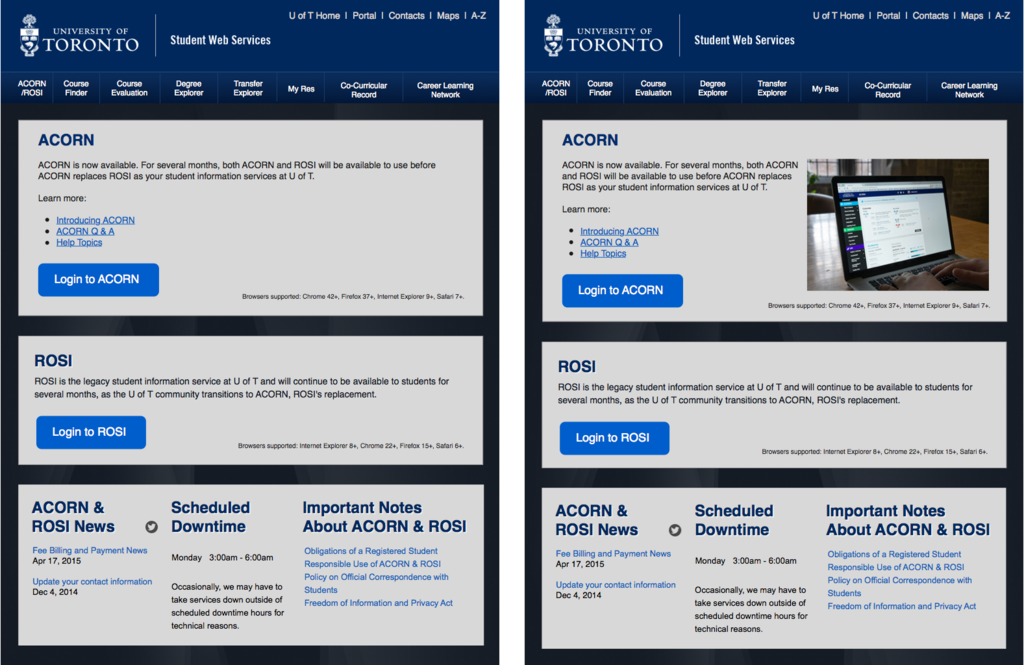 U of T Home | Portal | Contacts | Maps | A-Z
UNIVERSITY OF
TORONTO
Student Web Services
ACORN
/ROSI
Course
Finder
Course
Evaluation
Degree
Explorer
Transfer
Explorer
My Res
Co-Curricular
Record
Career Learning
Network
ACORN
ACORN is now available. For several months, both ACORN and ROSI will be available to use before
ACORN replaces ROSI as your student information services at U of T.
Learn more:
Introducing ACORN
ACORN Q & A
Help Topics
Login to ACORN
Browsers supported: Chrome 42+, Firefox 37+, Internet Explorer 9+, Safari 7+.
ROSI
ROSI is the legacy student information service at U of T and will continue to be available to students for
several months, as the U of T community transitions to ACORN, ROSI's replacement.
Login to ROSI
Browsers supported: Internet Explorer 8+, Chrome 22+, Firefox 15+, Safari 6+.
ACORN &
ROSI News
Fee Billing and Payment News
Apr 17, 2015
Update your contact information
Dec 4, 2014
Scheduled
Downtime
Monday 3:00am - 6:00am
Occasionally, we may have to
take services down outside of
scheduled downtime hours for
technical reasons.
Important Notes
About ACORN & ROSI
Obligations of a Registered Student
Responsible Use of ACORN & ROSI
Policy on Official Correspondence with
Students
Freedom of Information and Privacy Act
U of T Home | Portal | Contacts | Maps | A-Z
UNIVERSITY OF
TORONTO
Student Web Services
ACORN
/ROSI
Course
Finder
Course
Evaluation
Degree
Explorer
Transfer
Explorer
My Res
Co-Curricular
Record
Career Learning
Network
ACORN
ACORN is now available. For several months, both ACORN
and ROSI will be available to use before ACORN replaces
ROSI as your student information services at U of T.
Learn more:
Introducing ACORN
ACORN Q & A
Help Topics
Login to ACORN
Browsers supported: Chrome 42+, Firefox 37+, Internet Explorer 9+, Safari 7+.
ROSI
ROSI is the legacy student information service at U of T and will continue to be available to students for
several months, as the U of T community transitions to ACORN, ROSI's replacement.
Login to ROSI
Browsers supported: Internet Explorer 8+, Chrome 22+, Firefox 15+, Safari 6+.
ACORN &
ROSI News
Fee Billing and Payment News
Apr 17, 2015
Update your contact information
Dec 4, 2014
Scheduled
Downtime
Monday 3:00am - 6:00am
Occasionally, we may have to
take services down outside of
scheduled downtime hours for
technical reasons.
Important Notes
About ACORN & ROSI
Obligations of a Registered Student
Responsible Use of ACORN & ROSI
Policy on Official Correspondence with
Students
Freedom of Information and Privacy Act